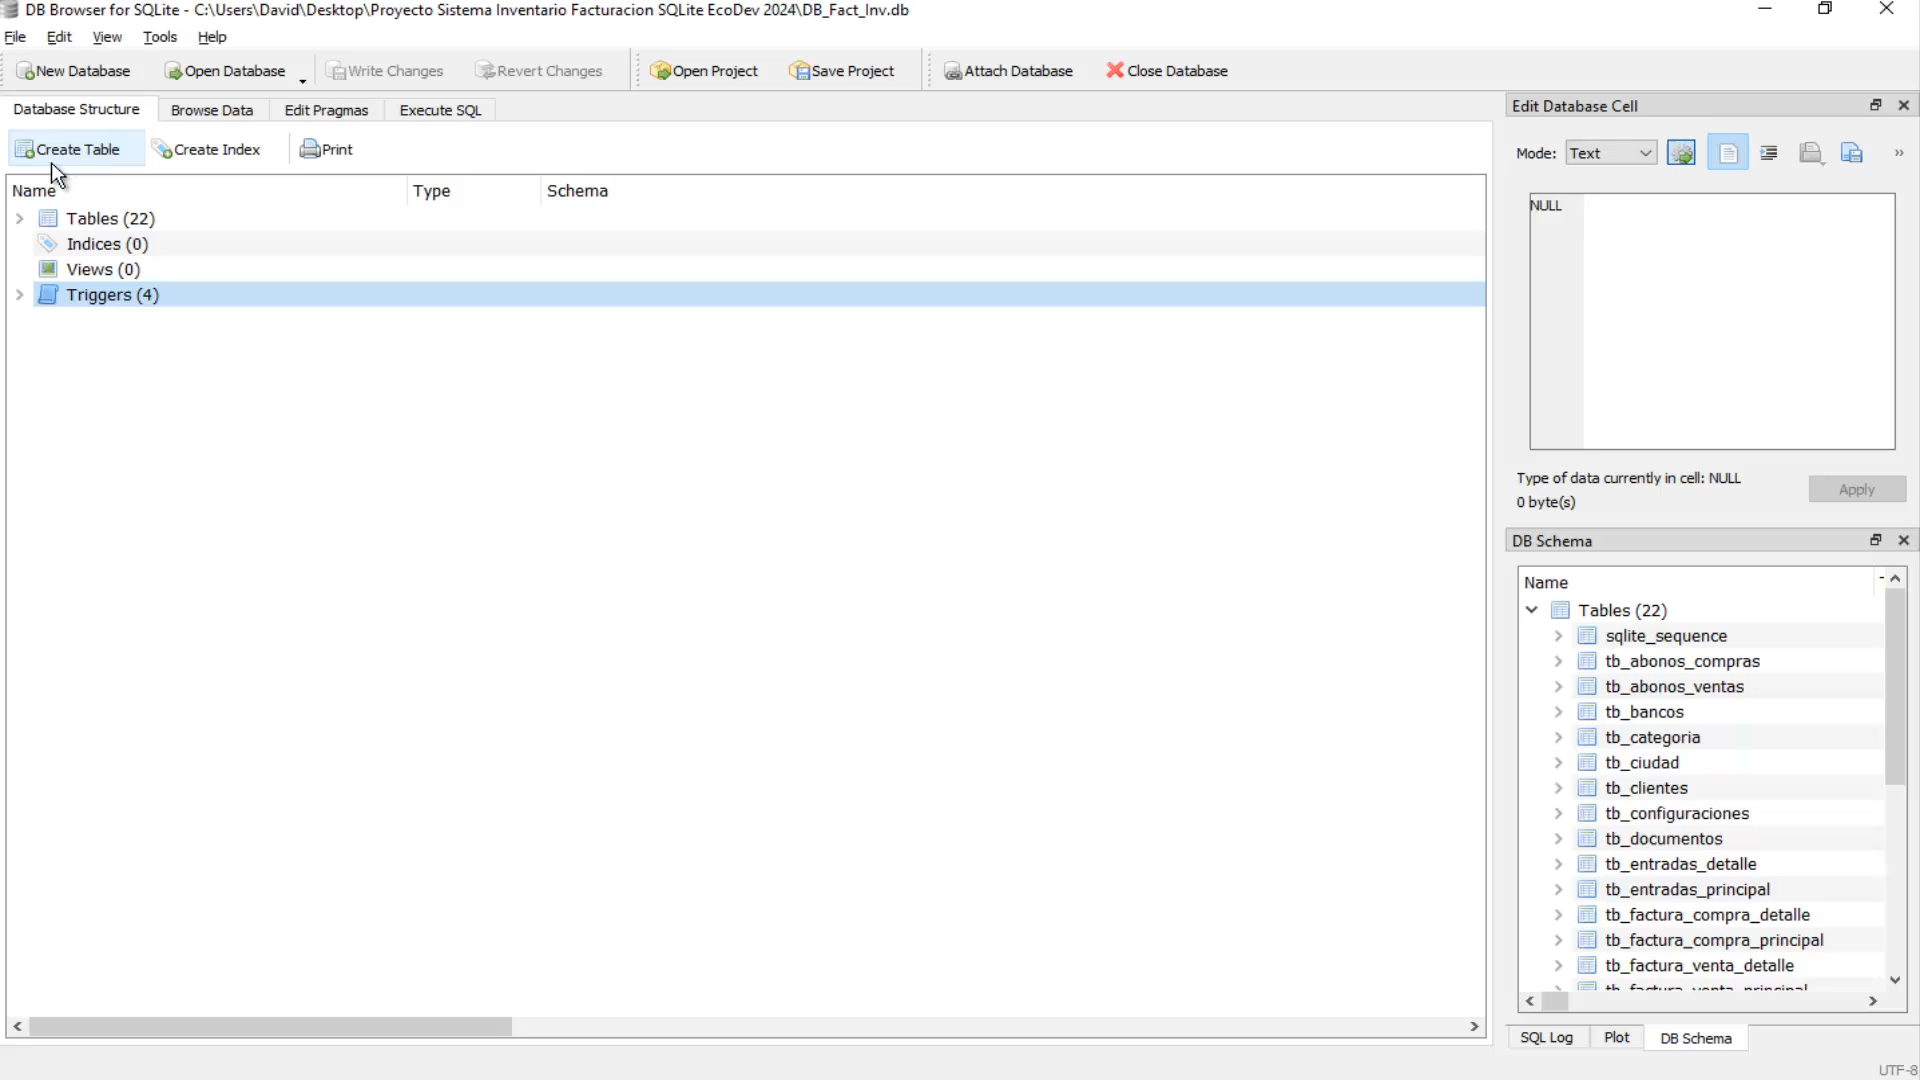 DB Browser for SQLite - C:\Users\David\Desktop\Proyecto Sistema Inventario Facturacion SQLite EcoDev 2024\DB_Fact_Inv.db
File Edit View Tools Help
New Database Open Database Write Changes Revert Changes Open Project Save Project Attach Database Close Database
Database Structure Browse Data Edit Pragmas Execute SQL
Create Table Create Index Print
Name Type Schema
Tables (22)
Indices (0)
Views (0)
Triggers (4)
Edit Database Cell
Mode: Text
NULL
Type of data currently in cell: NULL
0 byte(s)
Apply
DB Schema
Name
Tables (22)
sqlite_sequence
tb_abonos_compras
tb_abonos_ventas
tb_bancos
tb_categoria
tb_ciudad
tb_clientes
tb_configuraciones
tb_documentos
tb_entradas_detalle
tb_entradas_principal
tb_factura_compra_detalle
tb_factura_compra_principal
tb_factura_venta_detalle
tb_factura_venta_principal
SQL Log Plot DB Schema
UTF-8